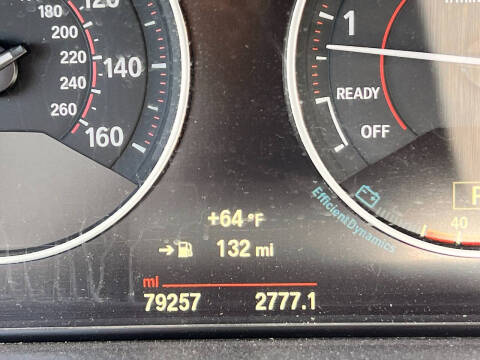 120
180
200
220
240
260
140
160
1
READY
OFF
EfficientDynamics
P
40
+64 °F
132 mi
mi
79257 2777.1